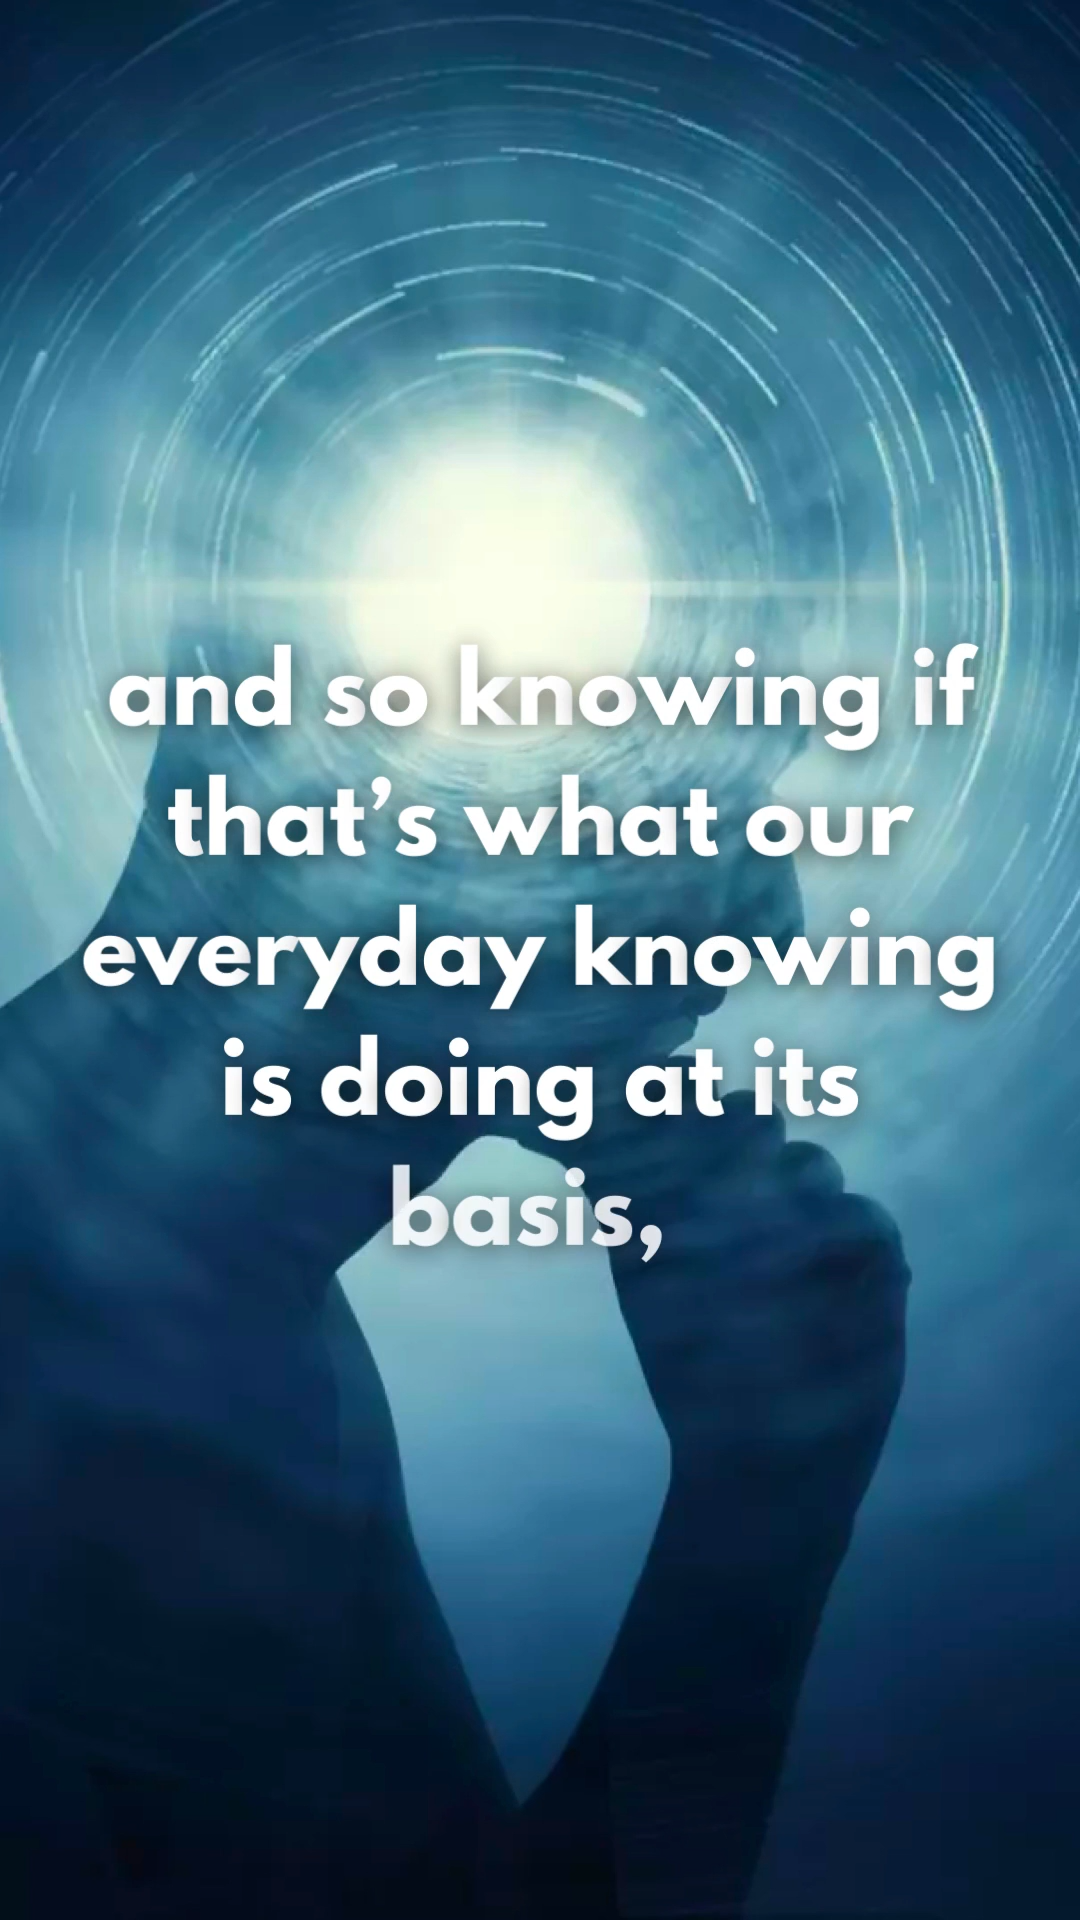 and so knowing if
that’s what our
everyday knowing
is doing at its
basis,